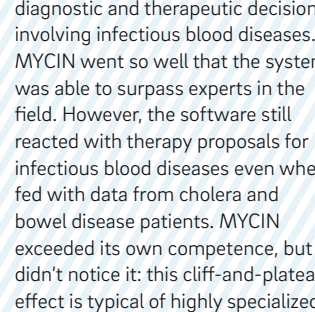 diagnostic and therapeutic decision
involving infectious blood diseases.
MYCIN went so well that the syste
was able to surpass experts in the
field. However, the software still
reacted with therapy proposals for
infectious blood diseases even whe
fed with data from cholera and
bowel disease patients. MYCIN
exceeded its own competence, but
didn't notice it: this cliff-and-platea
effect is typical of highly specialized